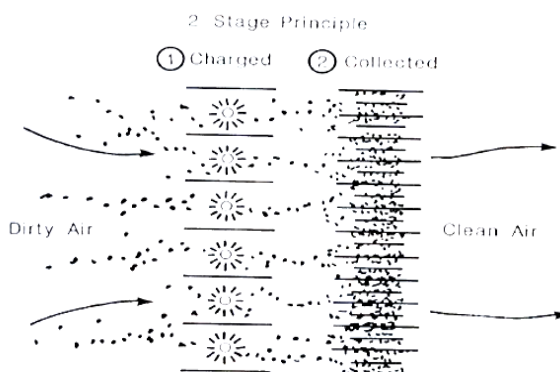 2 Stage Principle
1 Charged
2 Collected
Dirty Air
Clean Air